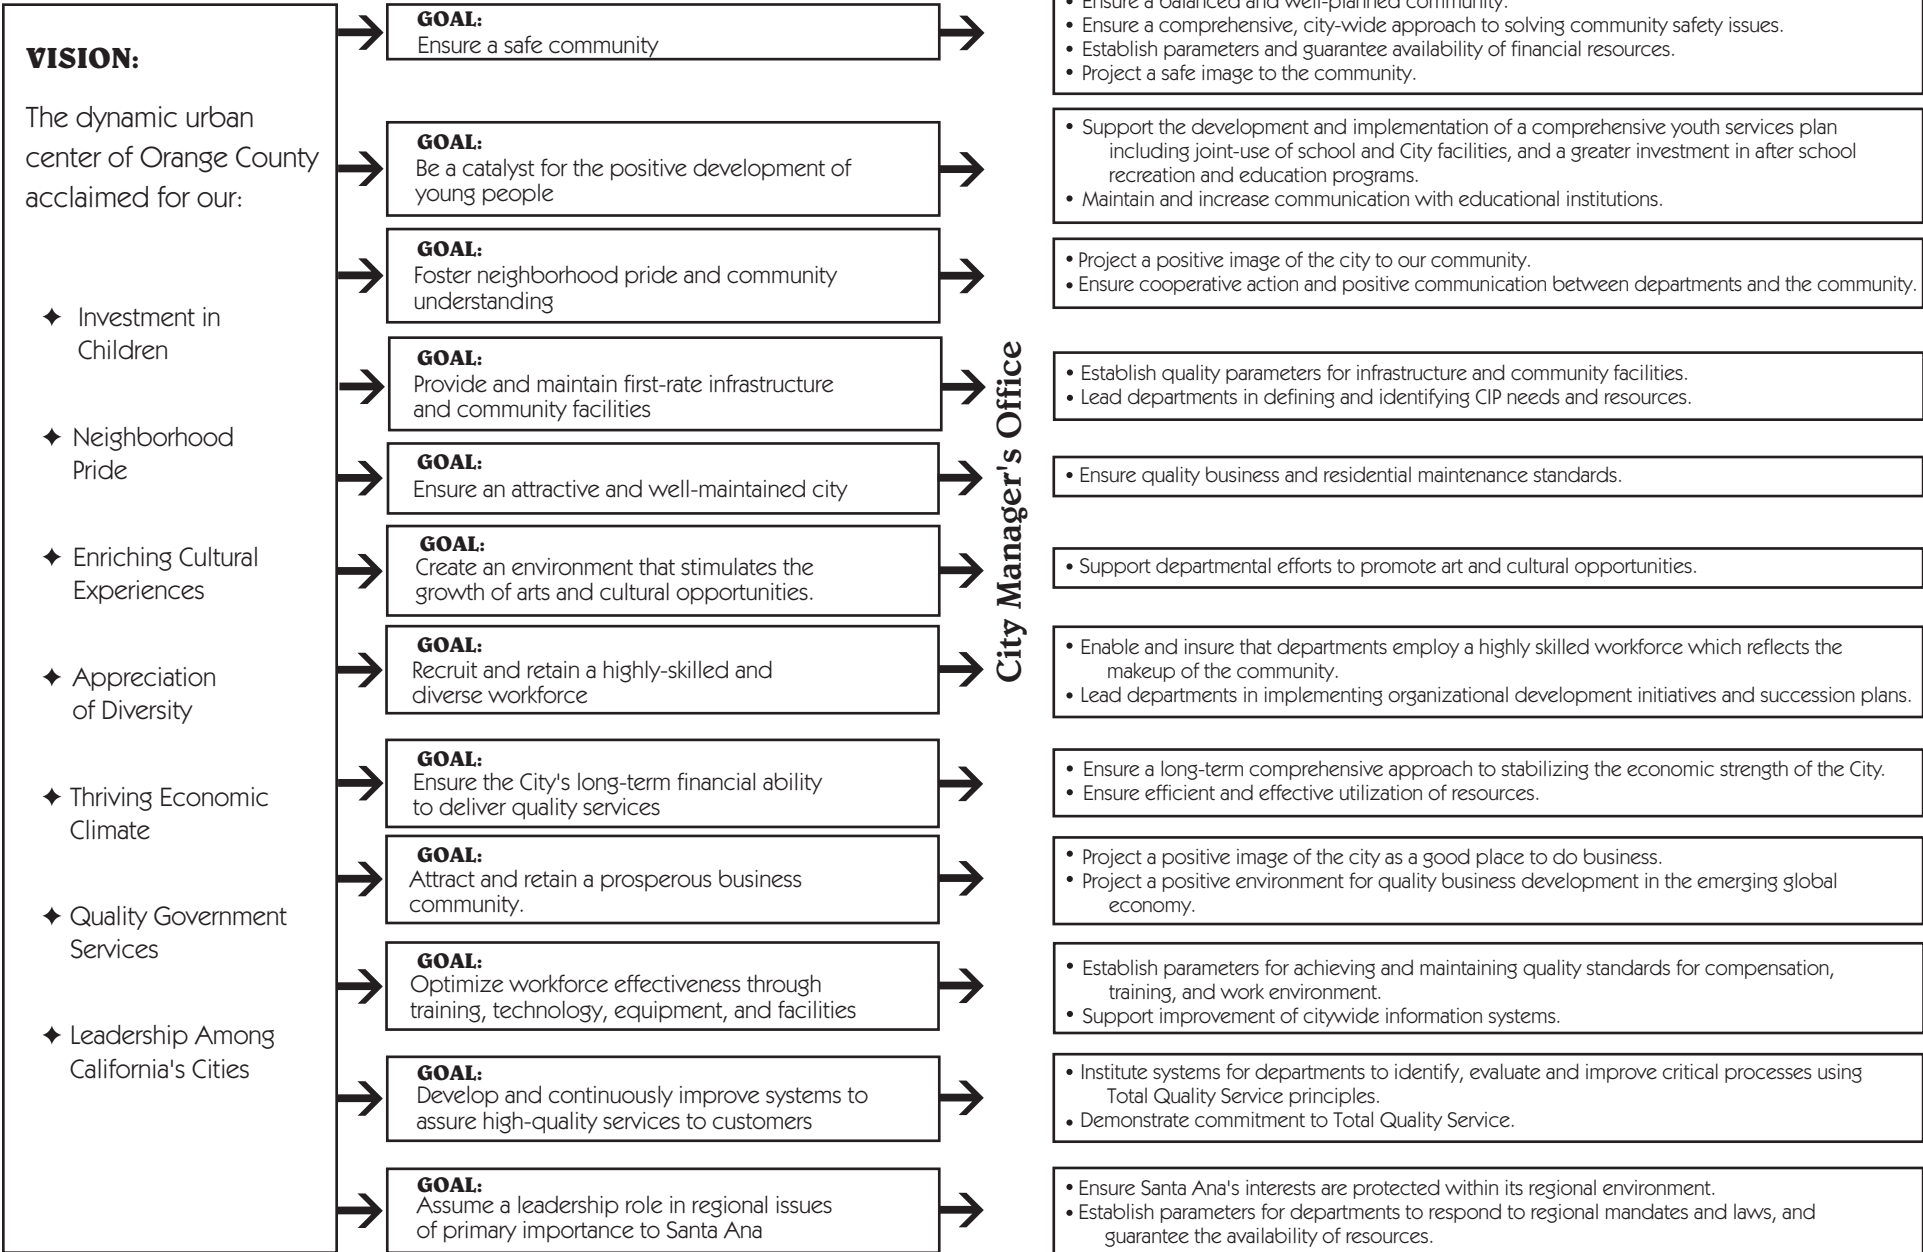 VISION:
The dynamic urban
center of Orange County
acclaimed for our:
✦ Investment in
Children
✦ Neighborhood
Pride
✦ Enriching Cultural
Experiences
✦ Appreciation
of Diversity
✦ Thriving Economic
Climate
✦ Quality Government
Services
✦ Leadership Among
California's Cities
GOAL:
Ensure a safe community
GOAL:
Be a catalyst for the positive development of
young people
GOAL:
Foster neighborhood pride and community
understanding
GOAL:
Provide and maintain first-rate infrastructure
and community facilities
GOAL:
Ensure an attractive and well-maintained city
GOAL:
Create an environment that stimulates the
growth of arts and cultural opportunities.
GOAL:
Recruit and retain a highly-skilled and
diverse workforce
GOAL:
Ensure the City's long-term financial ability
to deliver quality services
GOAL:
Attract and retain a prosperous business
community.
GOAL:
Optimize workforce effectiveness through
training, technology, equipment, and facilities
GOAL:
Develop and continuously improve systems to
assure high-quality services to customers
GOAL:
Assume a leadership role in regional issues
of primary importance to Santa Ana
City Manager's Office
• Ensure a balanced and well-planned community.
• Ensure a comprehensive, city-wide approach to solving community safety issues.
• Establish parameters and guarantee availability of financial resources.
• Project a safe image to the community.
• Support the development and implementation of a comprehensive youth services plan
including joint-use of school and City facilities, and a greater investment in after school
recreation and education programs.
• Maintain and increase communication with educational institutions.
• Project a positive image of the city to our community.
• Ensure cooperative action and positive communication between departments and the community.
• Establish quality parameters for infrastructure and community facilities.
• Lead departments in defining and identifying CIP needs and resources.
• Ensure quality business and residential maintenance standards.
• Support departmental efforts to promote art and cultural opportunities.
• Enable and insure that departments employ a highly skilled workforce which reflects the
makeup of the community.
• Lead departments in implementing organizational development initiatives and succession plans.
• Ensure a long-term comprehensive approach to stabilizing the economic strength of the City.
• Ensure efficient and effective utilization of resources.
• Project a positive image of the city as a good place to do business.
• Project a positive environment for quality business development in the emerging global
economy.
• Establish parameters for achieving and maintaining quality standards for compensation,
training, and work environment.
• Support improvement of citywide information systems.
• Institute systems for departments to identify, evaluate and improve critical processes using
Total Quality Service principles.
• Demonstrate commitment to Total Quality Service.
• Ensure Santa Ana's interests are protected within its regional environment.
• Establish parameters for departments to respond to regional mandates and laws, and
guarantee the availability of resources.